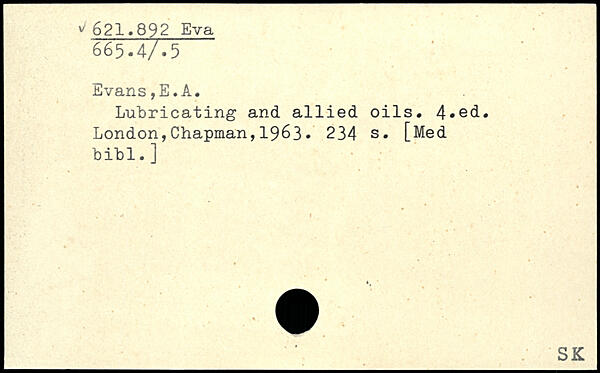 ✓ 621.892 Eva
665.4/.5
Evans,E.A.
Lubricating and allied oils. 4.ed.
London,Chapman,1963. 234 s. [Med
bibl.]
SK